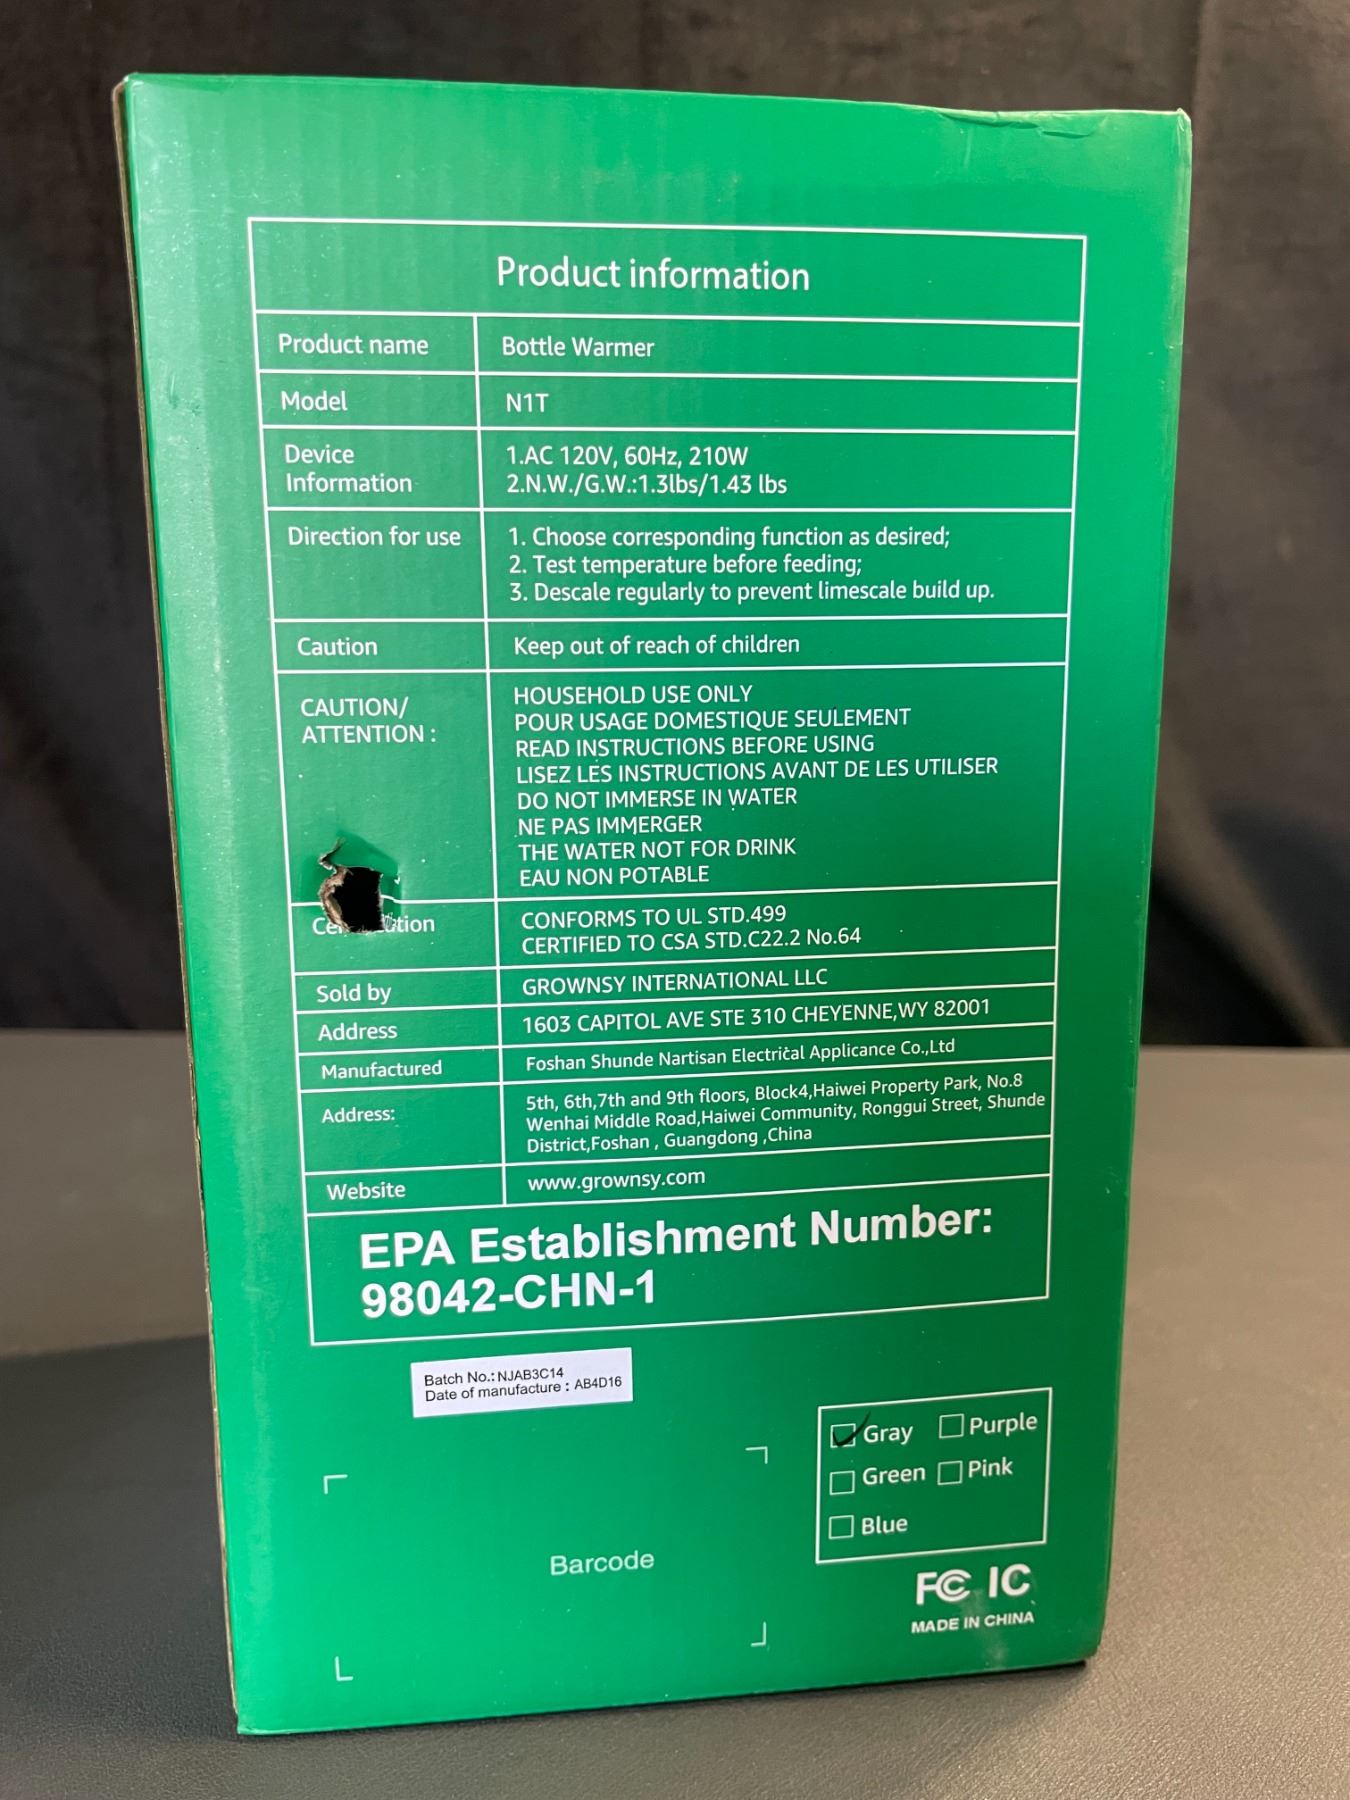 Product information
Product name
Bottle Warmer
Model
N1T
Device
Information
1.AC 120V, 60Hz, 210W
2.N.W./G.W.:1.3lbs/1.43 lbs
Direction for use
1. Choose corresponding function as desired;
2. Test temperature before feeding;
3. Descale regularly to prevent limescale build up.
Caution
Keep out of reach of children
CAUTION/
ATTENTION :
HOUSEHOLD USE ONLY
POUR USAGE DOMESTIQUE SEULEMENT
READ INSTRUCTIONS BEFORE USING
LISEZ LES INSTRUCTIONS AVANT DE LES UTILISER
DO NOT IMMERSE IN WATER
NE PAS IMMERGER
THE WATER NOT FOR DRINK
EAU NON POTABLE
CONFORMS TO UL STD.499
CERTIFIED TO CSA STD.C22.2 No.64
Sold by
GROWNSY INTERNATIONAL LLC
Address
1603 CAPITOL AVE STE 310 CHEYENNE,WY 82001
Manufactured
Foshan Shunde Nartisan Electrical Applicance Co.,Ltd
Address:
5th, 6th,7th and 9th floors, Block4,Haiwei Property Park, No.8
Wenhai Middle Road,Haiwei Community, Ronggui Street, Shunde
District,Foshan , Guangdong ,China
Website
www.grownsy.com
EPA Establishment Number:
98042-CHN-1
Batch No.: NJAB3C14
Date of manufacture : AB4D16
Gray
Purple
Green
Pink
Blue
Barcode
FC IC
MADE IN CHINA